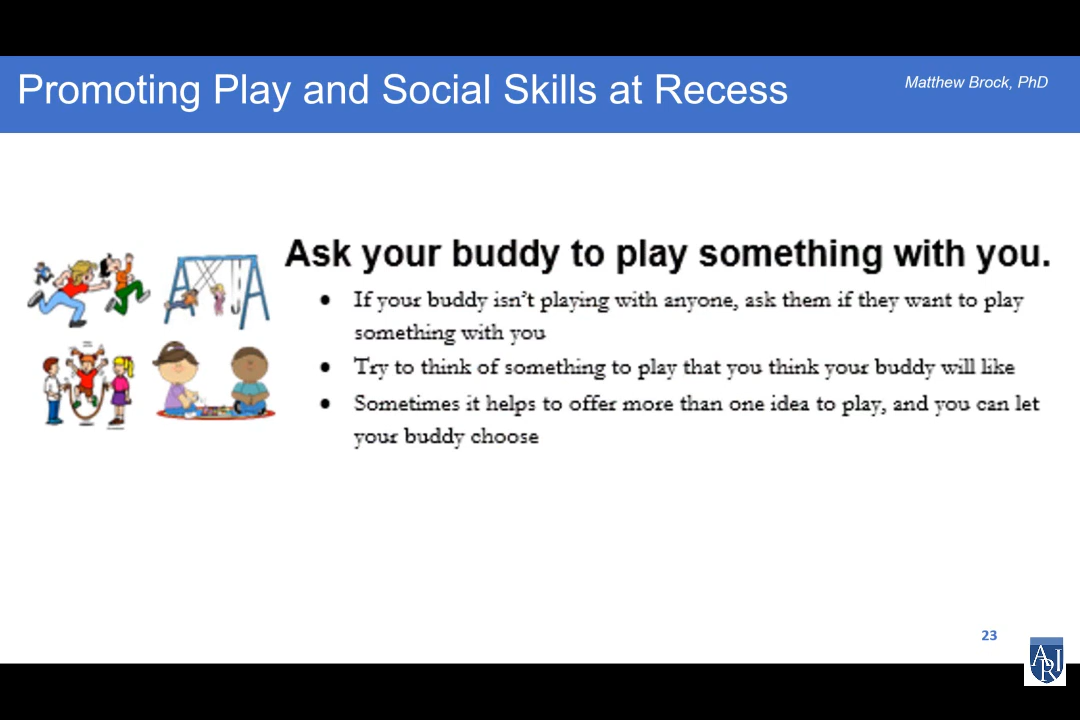 Promoting Play and Social Skills at Recess
Matthew Brock, PhD
Ask your buddy to play something with you.
• If your buddy isn't playing with anyone, ask them if they want to play
something with you
• Try to think of something to play that you think your buddy will like
• Sometimes it helps to offer more than one idea to play, and you can let
your buddy choose
23
ARI